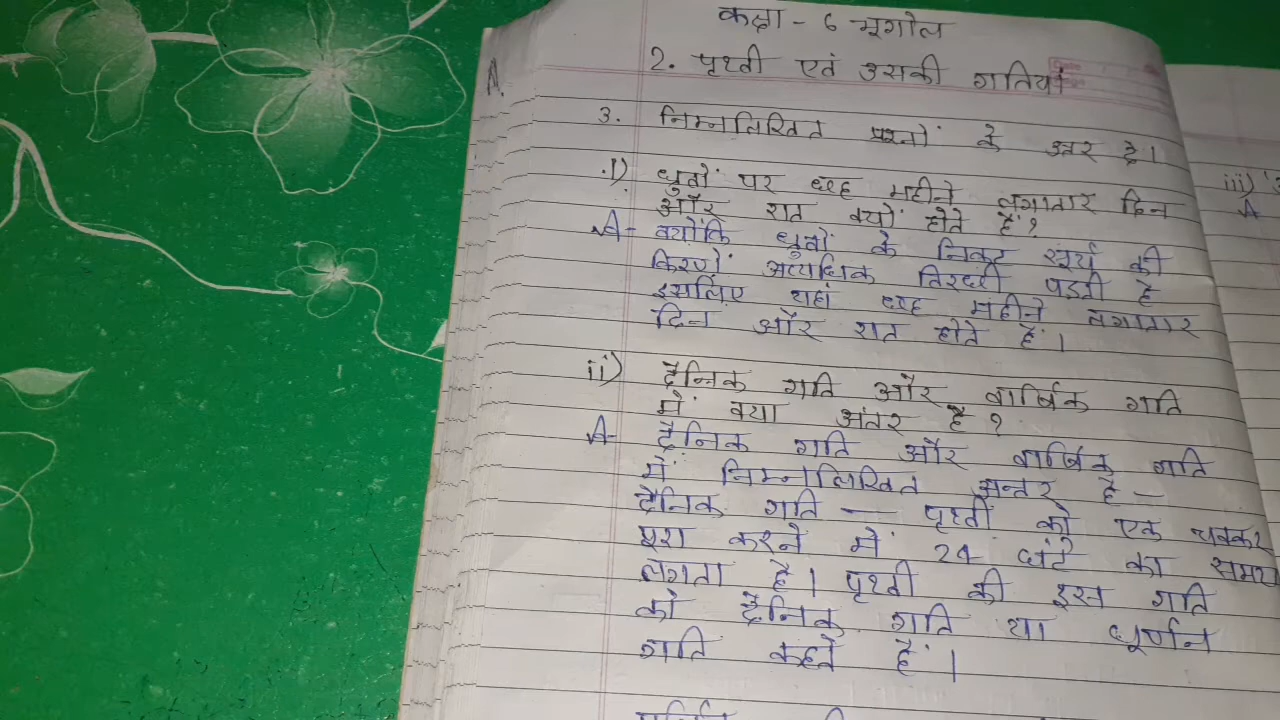 कक्षा - 6 भूगोल
2. पृथ्वी एवं उसकी गतियां
3. निम्नलिखित प्रश्नों के उत्तर दे।
i) ध्रुवों पर छह महीने लगातार दिन
और रात क्यों होते हैं?
A- क्योंकि ध्रुवों के निकट सूर्य की
किरणें अत्यधिक तिरछी पडती है
इसलिए यहां छह महीने लगातार
दिन और रात होते हैं।
ii) दैनिक गति और वार्षिक गति
में क्या अंतर है?
A- दैनिक गति और वार्षिक गति
में निम्नलिखित अन्तर है -
दैनिक गति - पृथ्वी को एक चक्कर
पूरा करने में 24 घंटे का समय
लगता है। पृथ्वी की इस गति
को दैनिक गति या घूर्णन
गति कहते हैं।
iii)
A